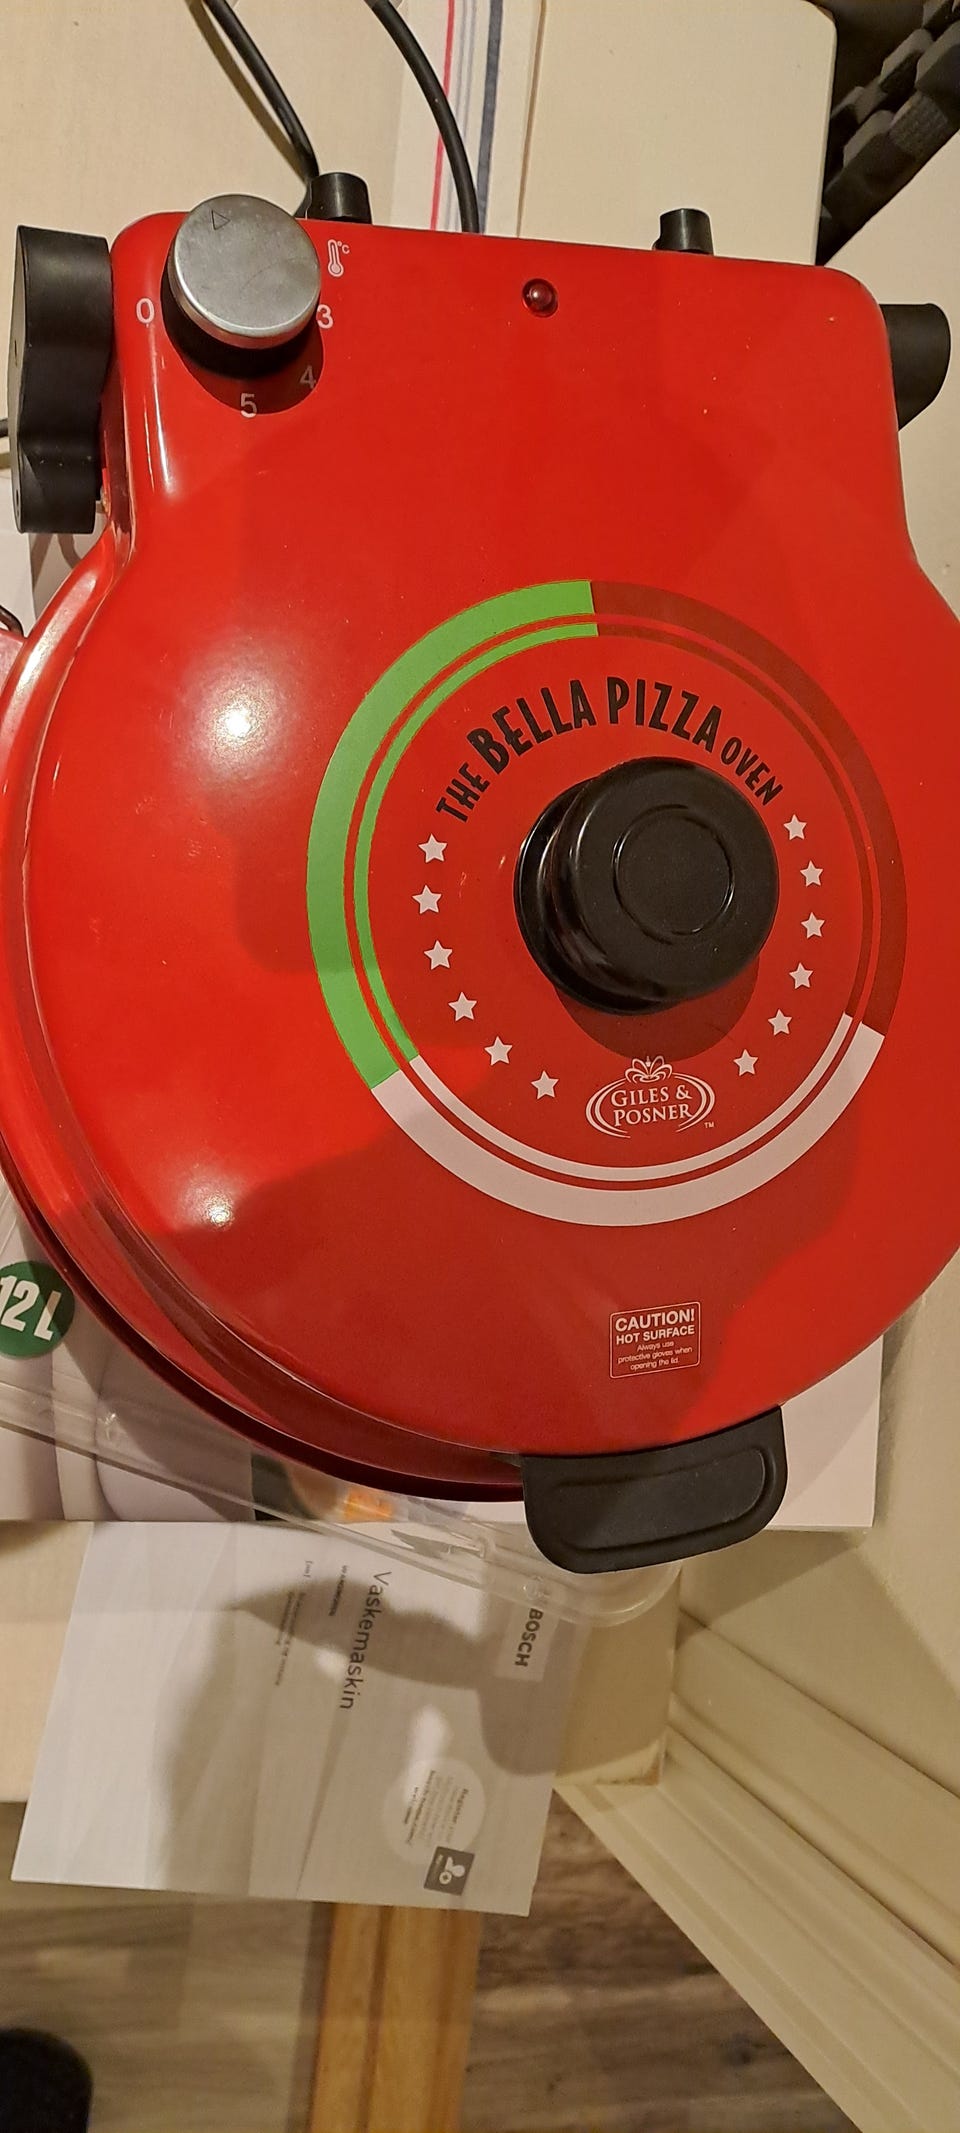 °C
0
3
4
5
THE BELLA PIZZA OVEN
GILES &
POSNER
TM
CAUTION!
HOT SURFACE
Always use
protective gloves when
opening the lid.
12 L
BOSCH
Vaskemaskin